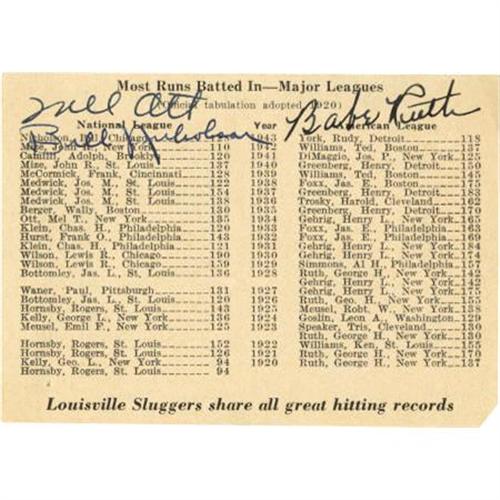 Most Runs Batted In—Major Leagues
(Official tabulation adopted 1920)
Mel Ott
Bill Nicholson
Babe Ruth
National League Year American League
Chicago 1943 York, Rudy, Detroit 118
New York 110 1942 Williams, Ted, Boston 137
Camilli, Adolph, Brooklyn 120 1941 DiMaggio, Jos. P., New York 125
Mize, John R., St. Louis 137 1940 Greenberg, Henry, Detroit 150
McCormick, Frank, Cincinnati 128 1939 Williams, Ted, Boston 145
Medwick, Jos. M., St. Louis 122 1938 Foxx, Jas. E., Boston 175
Medwick, Jos. M., St. Louis 154 1937 Greenberg, Henry, Detroit 183
Medwick, Jos. M., St. Louis 138 1936 Trosky, Harold, Cleveland 162
Berger, Wally, Boston 130 1935 Greenberg, Henry, Detroit 170
Ott, Mel T., New York 135 1934 Gehrig, Henry L., New York 165
Klein, Chas. H., Philadelphia 120 1933 Foxx, Jas. E., Philadelphia 163
Hurst, Frank O., Philadelphia 143 1932 Foxx, Jas. E., Philadelphia 169
Klein, Chas. H., Philadelphia 121 1931 Gehrig, Henry L., New York 184
Wilson, Lewis R., Chicago 190 1930 Gehrig, Henry L., New York 174
Wilson, Lewis R., Chicago 159 1929 Simmons, Al H., Philadelphia 157
Bottomley, Jas. L., St. Louis 136 1928 Ruth, George H., New York 142
Gehrig, Henry L., New York 142
Waner, Paul, Pittsburgh 131 1927 Gehrig, Henry L., New York 175
Bottomley, Jas. L., St. Louis 120 1926 Ruth, Geo. H., New York 155
Hornsby, Rogers, St. Louis 143 1925 Meusel, Robt. W., New York 138
Kelly, George L., New York 136 1924 Goslin, Leon A., Washington 129
Meusel, Emil F., New York 125 1923 Speaker, Tris, Cleveland 130
Ruth, George H., New York 130
Hornsby, Rogers, St. Louis 152 1922 Williams, Ken, St. Louis 155
Hornsby, Rogers, St. Louis 126 1921 Ruth, George H., New York 170
Kelly, Geo. L., New York 94 1920 Ruth, George H., New York 137
Hornsby, Rogers, St. Louis 94
Louisville Sluggers share all great hitting records